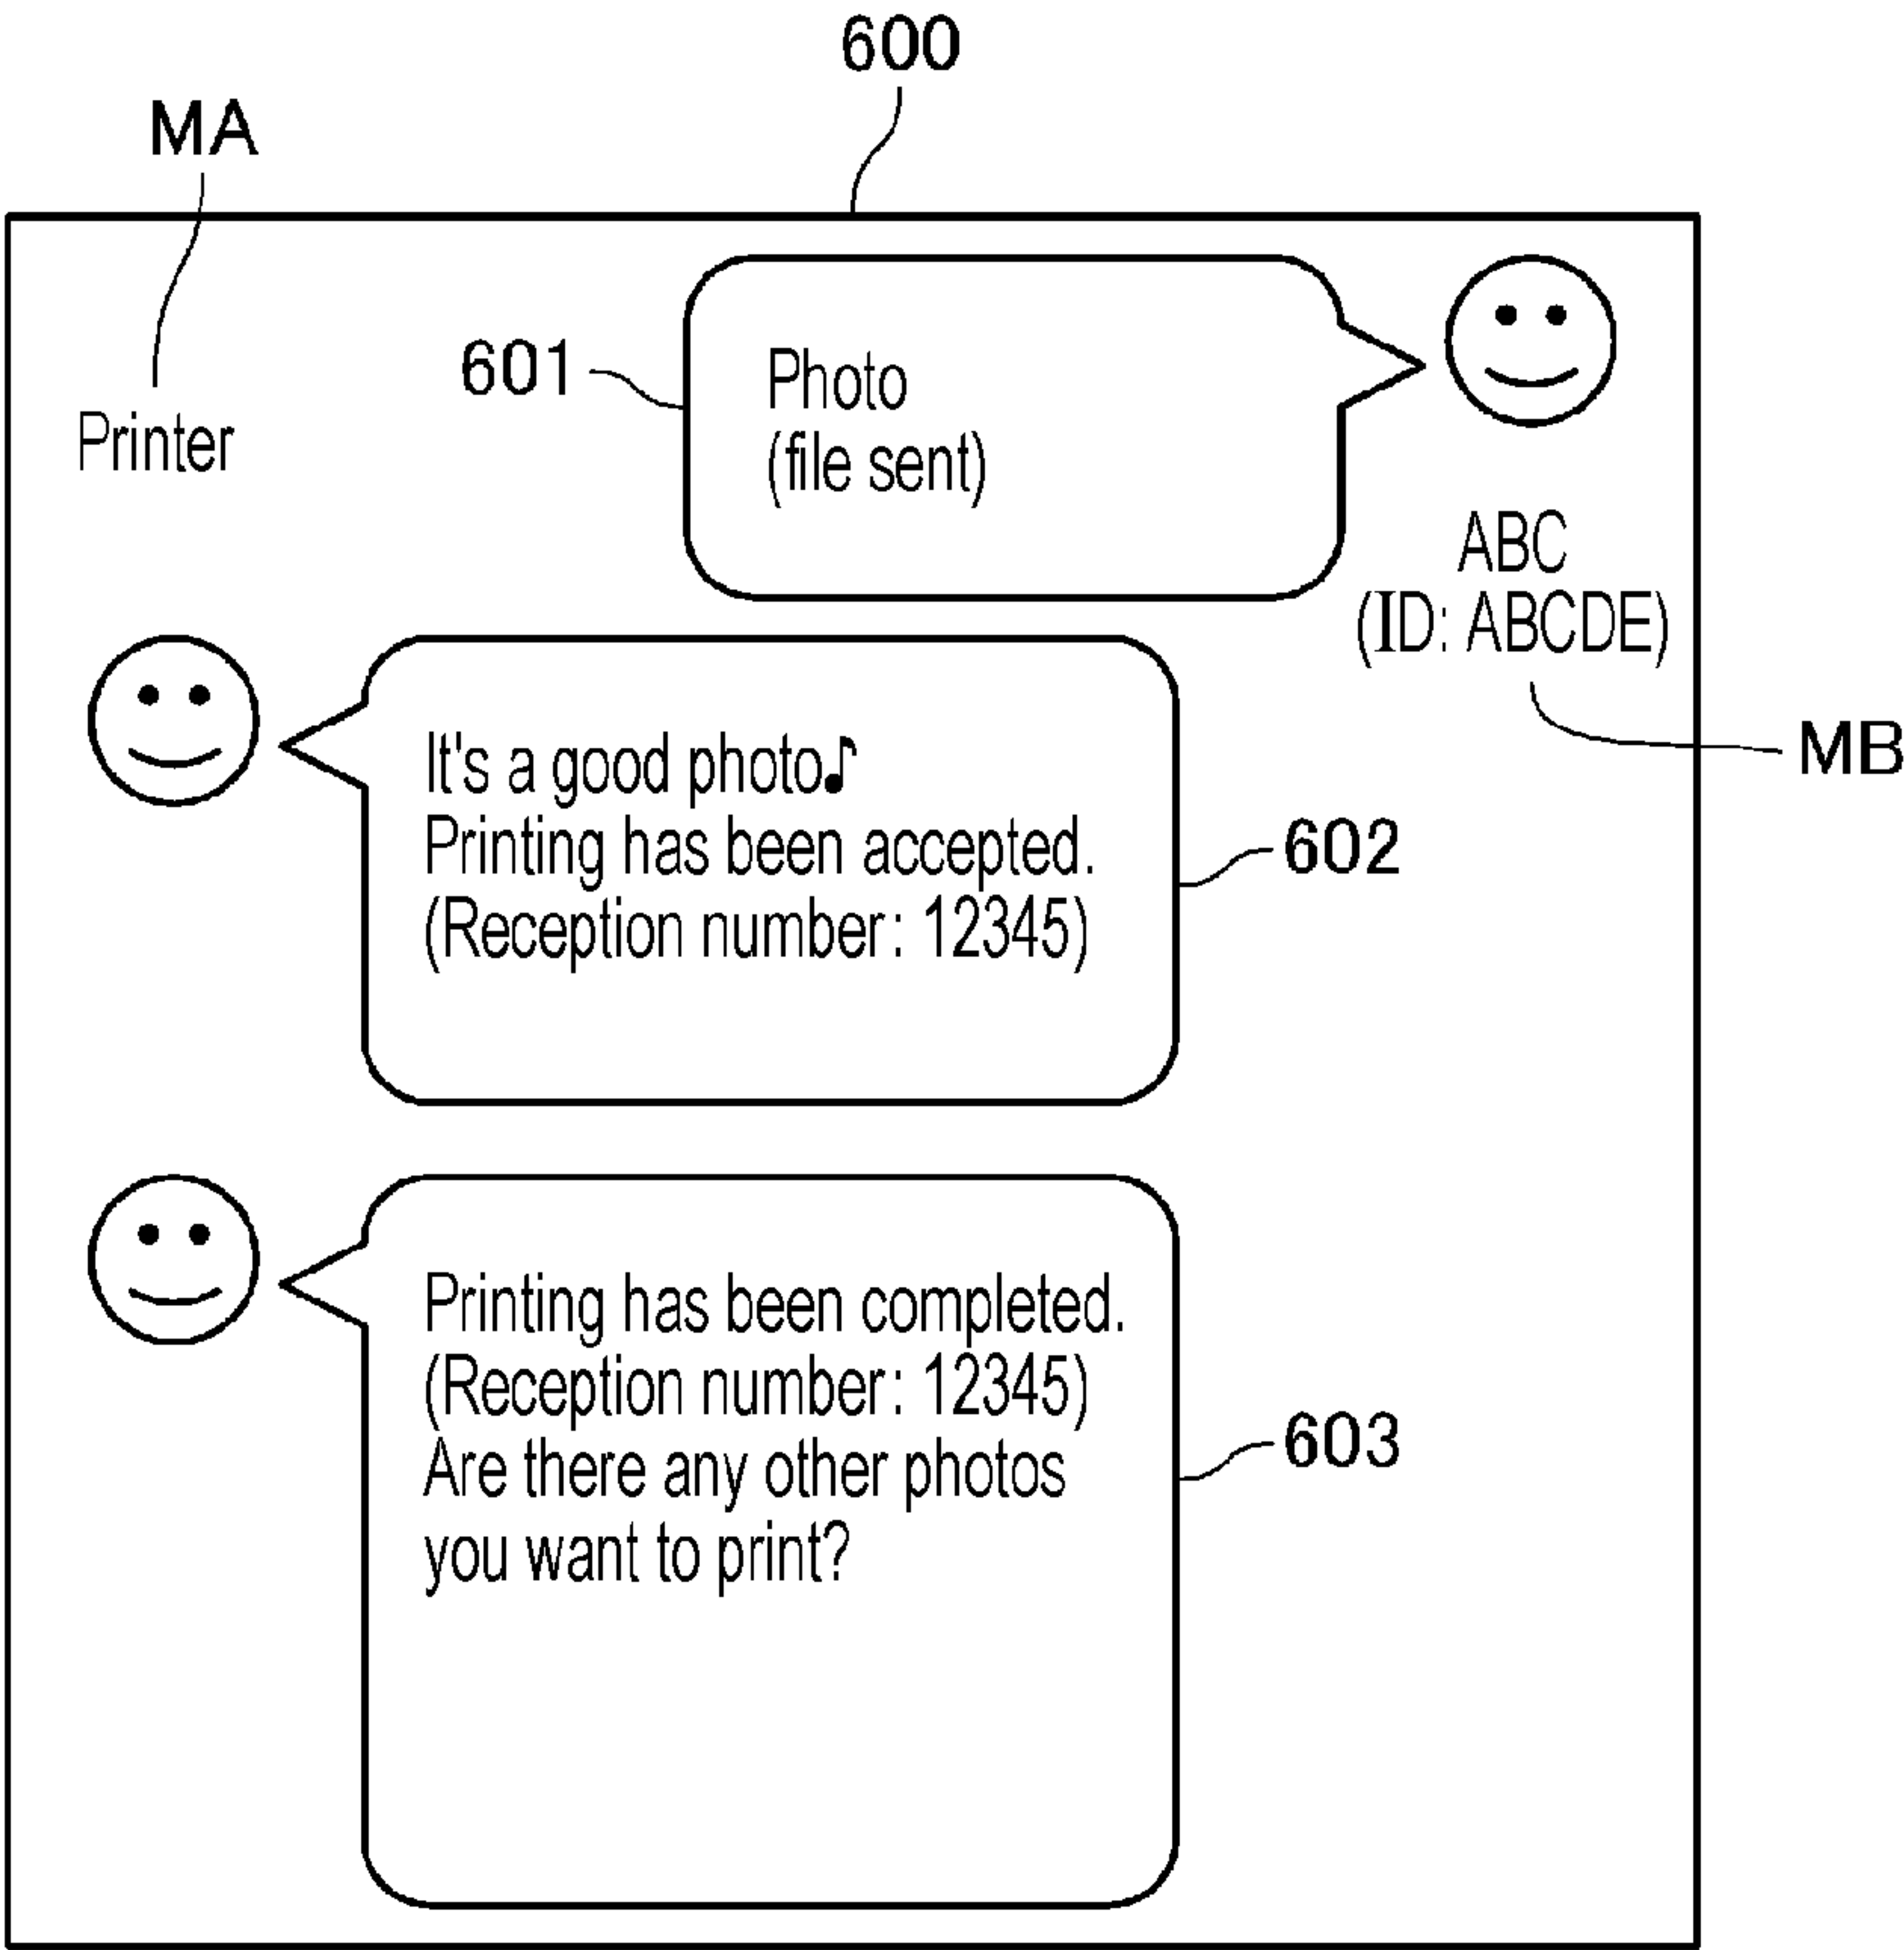 600
MA
601
Photo
(file sent)
Printer
ABC
(ID: ABCDE)
MB
It's a good photo♪
Printing has been accepted.
(Reception number: 12345)
602
Printing has been completed.
(Reception number: 12345)
Are there any other photos
you want to print?
603